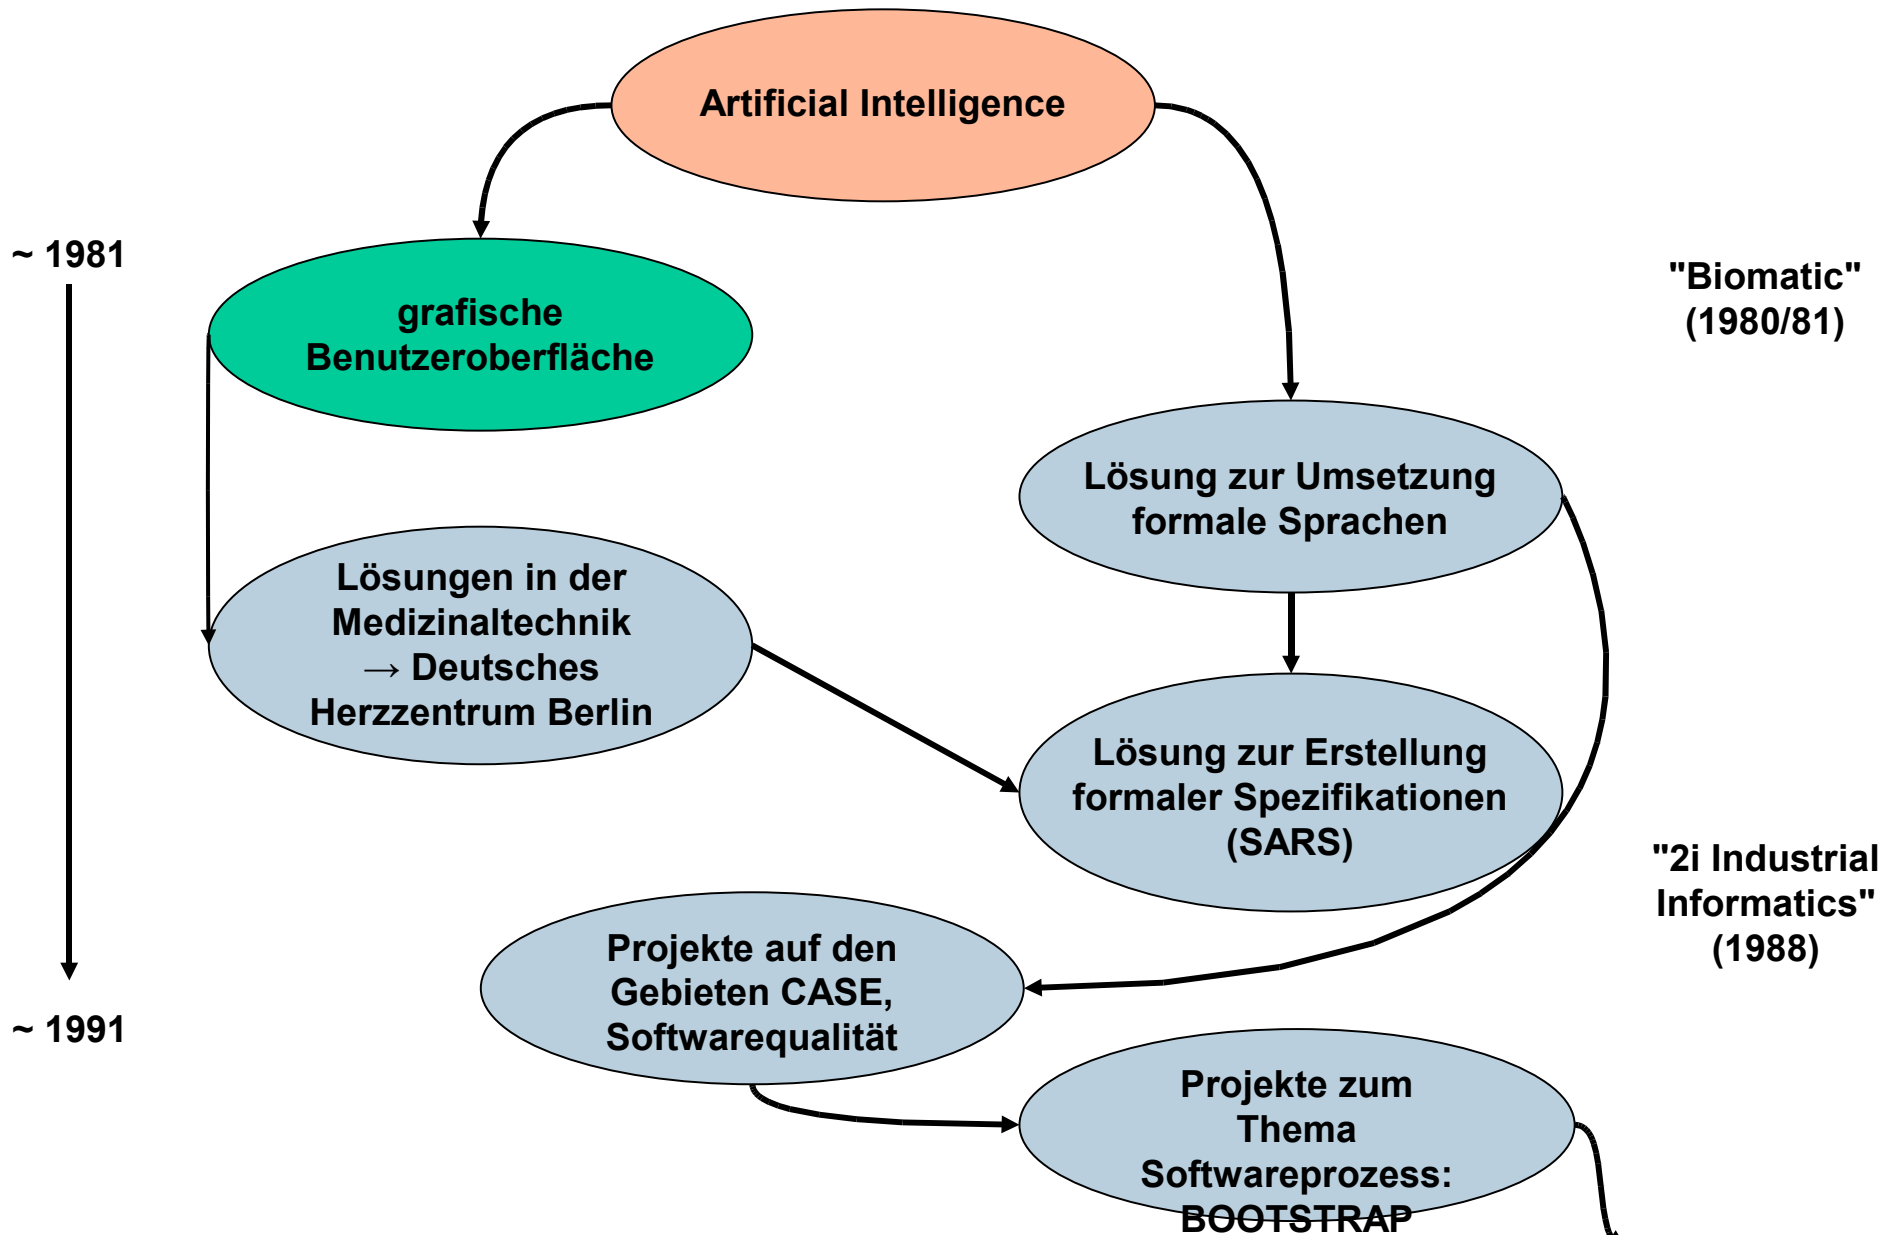 Artificial Intelligence
~ 1981
grafische
Benutzeroberfläche
"Biomatic"
(1980/81)
Lösung zur Umsetzung
formale Sprachen
Lösungen in der
Medizinaltechnik
→ Deutsches
Herzzentrum Berlin
Lösung zur Erstellung
formaler Spezifikationen
(SARS)
"2i Industrial
Informatics"
(1988)
Projekte auf den
Gebieten CASE,
Softwarequalität
~ 1991
Projekte zum
Thema
Softwareprozess:
BOOTSTRAP